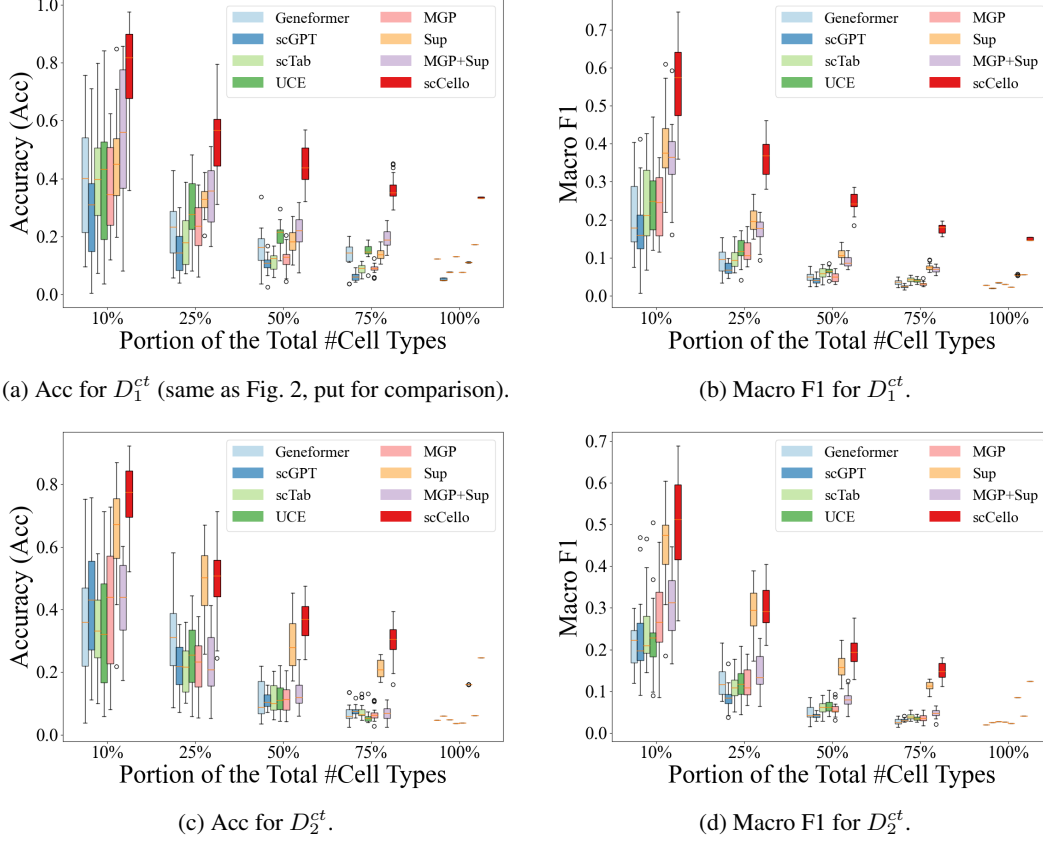 1.0
0.8
0.6
0.4
0.2
0.0
Accuracy (Acc)
Geneformer
scGPT
scTab
UCE
MGP
Sup
MGP+Sup
scCello
10% 25% 50% 75% 100%
Portion of the Total #Cell Types
(a) Acc for $D_1^{ct}$ (same as Fig. 2, put for comparison).
0.7
0.6
0.5
0.4
0.3
0.2
0.1
0.0
Macro F1
Geneformer
scGPT
scTab
UCE
MGP
Sup
MGP+Sup
scCello
10% 25% 50% 75% 100%
Portion of the Total #Cell Types
(b) Macro F1 for $D_1^{ct}$.
0.8
0.6
0.4
0.2
0.0
Accuracy (Acc)
Geneformer
scGPT
scTab
UCE
MGP
Sup
MGP+Sup
scCello
10% 25% 50% 75% 100%
Portion of the Total #Cell Types
(c) Acc for $D_2^{ct}$.
0.7
0.6
0.5
0.4
0.3
0.2
0.1
0.0
Macro F1
Geneformer
scGPT
scTab
UCE
MGP
Sup
MGP+Sup
scCello
10% 25% 50% 75% 100%
Portion of the Total #Cell Types
(d) Macro F1 for $D_2^{ct}$.